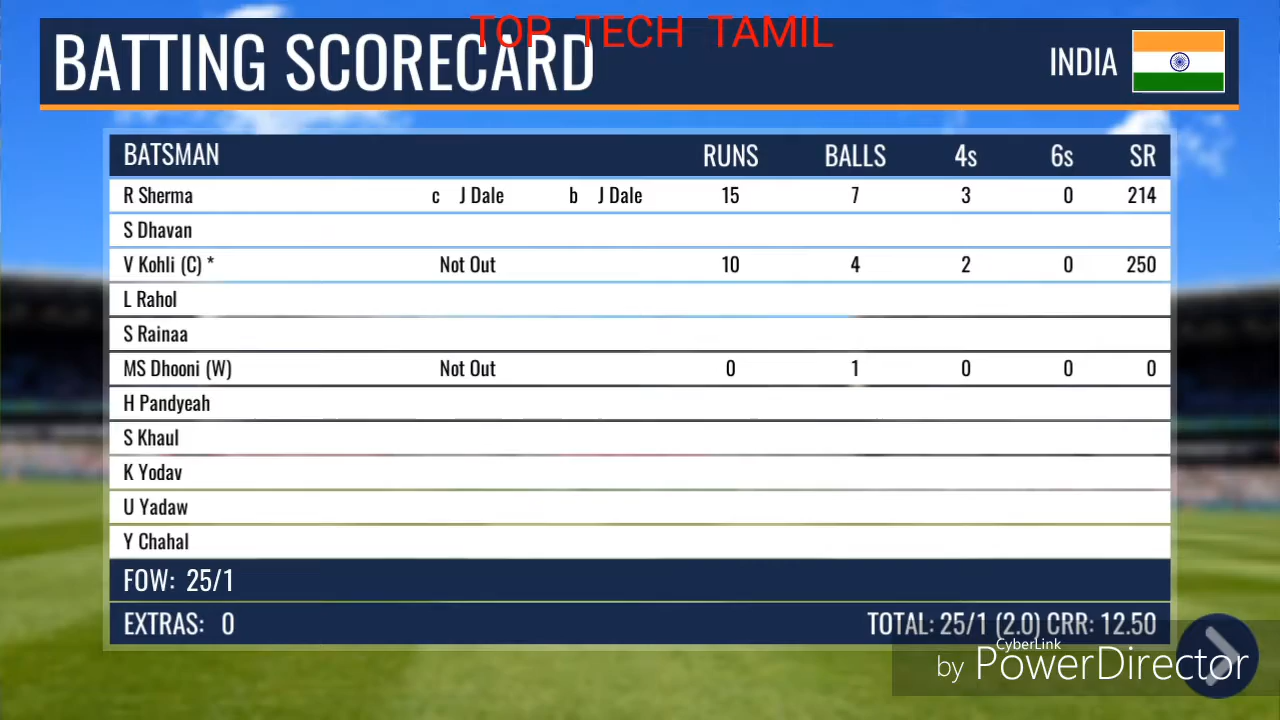 TOP TECH TAMIL
BATTING SCORECARD INDIA
BATSMAN RUNS BALLS 4s 6s SR
R Sherma c J Dale b J Dale 15 7 3 0 214
S Dhavan
V Kohli (C) * Not Out 10 4 2 0 250
L Rahol
S Rainaa
MS Dhooni (W) Not Out 0 1 0 0 0
H Pandyeah
S Khaul
K Yodav
U Yadaw
Y Chahal
FOW: 25/1
EXTRAS: 0 TOTAL: 25/1 (2.0) CRR: 12.50
CyberLink
by PowerDirector